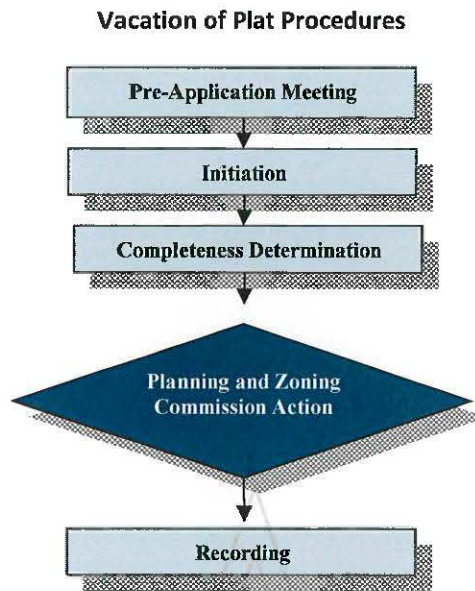 Vacation of Plat Procedures
Pre-Application Meeting
Initiation
Completeness Determination
Planning and Zoning
Commission Action
Recording